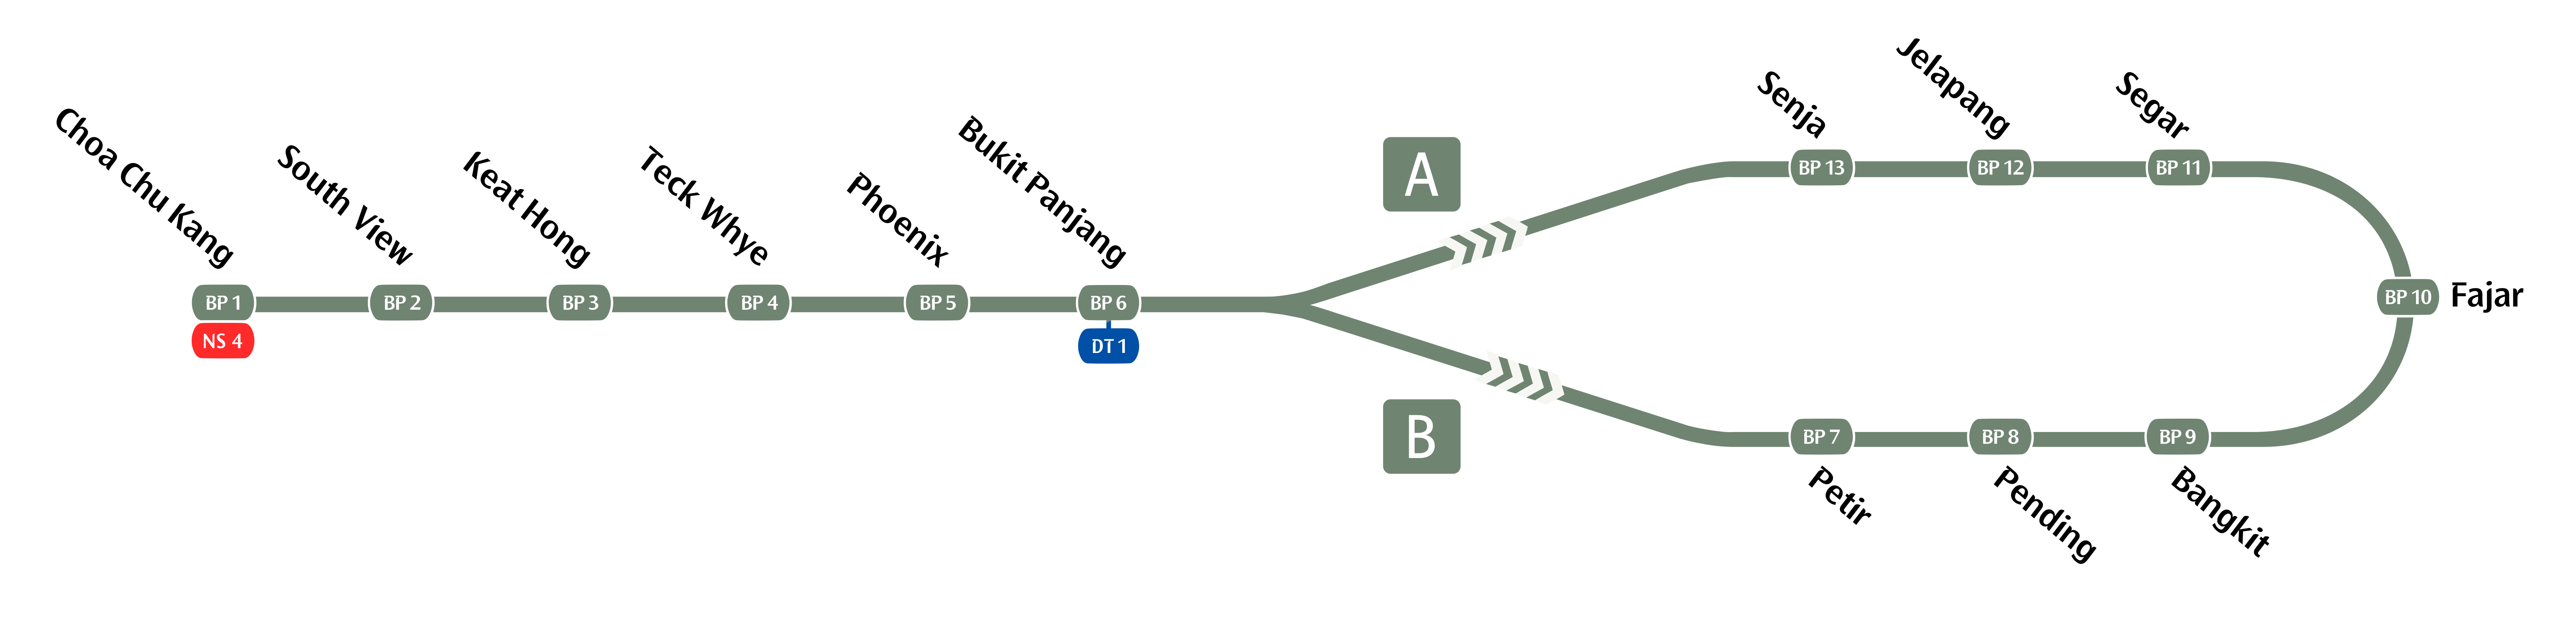 Choa Chu Kang
South View
Keat Hong
Teck Whye
Phoenix
Bukit Panjang
BP 1
NS 4
BP 2
BP 3
BP 4
BP 5
BP 6
DT 1
A
B
Senja
Jelapang
Segar
BP 13
BP 12
BP 11
BP 10
Fajar
BP 7
BP 8
BP 9
Petir
Pending
Bangkit